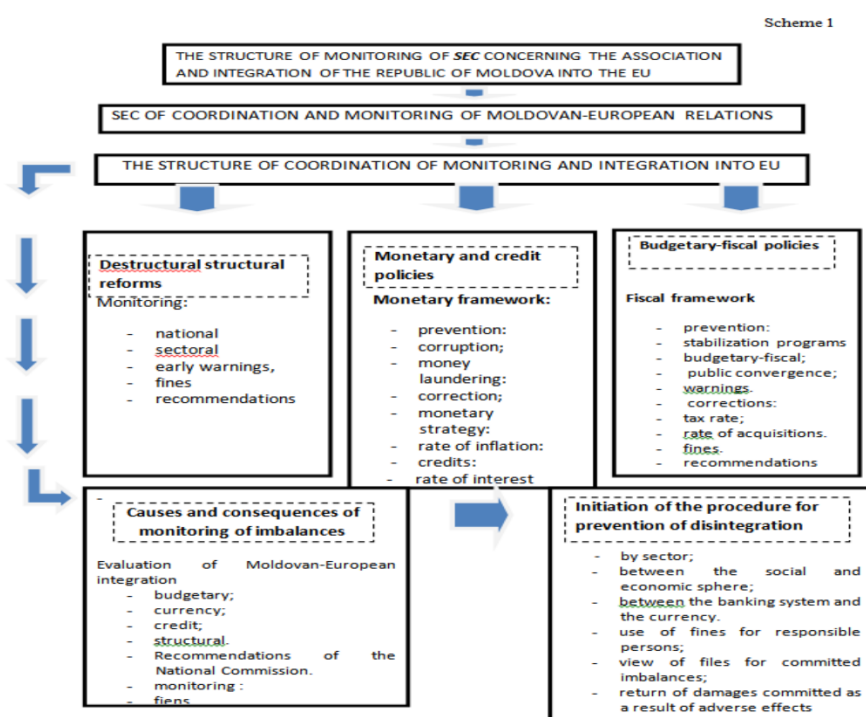 Scheme 1
THE STRUCTURE OF MONITORING OF SEC CONCERNING THE ASSOCIATION
AND INTEGRATION OF THE REPUBLIC OF MOLDOVA INTO THE EU
SEC OF COORDINATION AND MONITORING OF MOLDOVAN-EUROPEAN RELATIONS
THE STRUCTURE OF COORDINATION OF MONITORING AND INTEGRATION INTO EU
Destructural structural
reforms
Monitoring:
- national
- sectoral
- early warnings,
- fines
- recommendations
Monetary and credit
policies
Monetary framework:
- prevention:
- corruption;
- money
laundering:
- correction;
- monetary
strategy:
- rate of inflation:
- credits:
- rate of interest
Budgetary-fiscal policies
Fiscal framework
- prevention:
- stabilization programs
- budgetary-fiscal;
- public convergence;
- warnings.
- corrections:
- tax rate;
- rate of acquisitions.
- fines.
- recommendations
-
Causes and consequences of
monitoring of imbalances
Evaluation of Moldovan-European
integration
- budgetary;
- currency;
- credit;
- structural.
- Recommendations of the
National Commission.
- monitoring :
- fiens
Initiation of the procedure for
prevention of disintegration
- by sector;
- between the social and
economic sphere;
- between the banking system and
the currency.
- use of fines for responsible
persons;
- view of files for committed
imbalances;
- return of damages committed as
a result of adverse effects